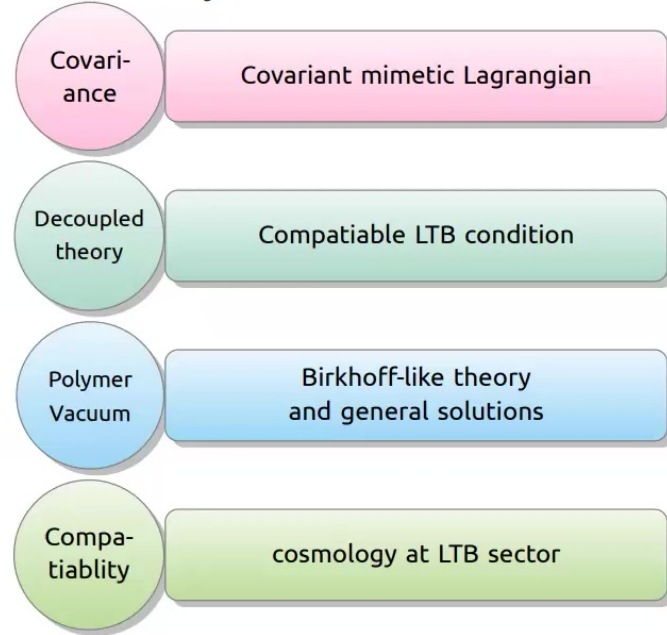 Covari-
ance
Covariant mimetic Lagrangian
Decoupled
theory
Compatiable LTB condition
Polymer
Vacuum
Birkhoff-like theory
and general solutions
Compa-
tiablity
cosmology at LTB sector